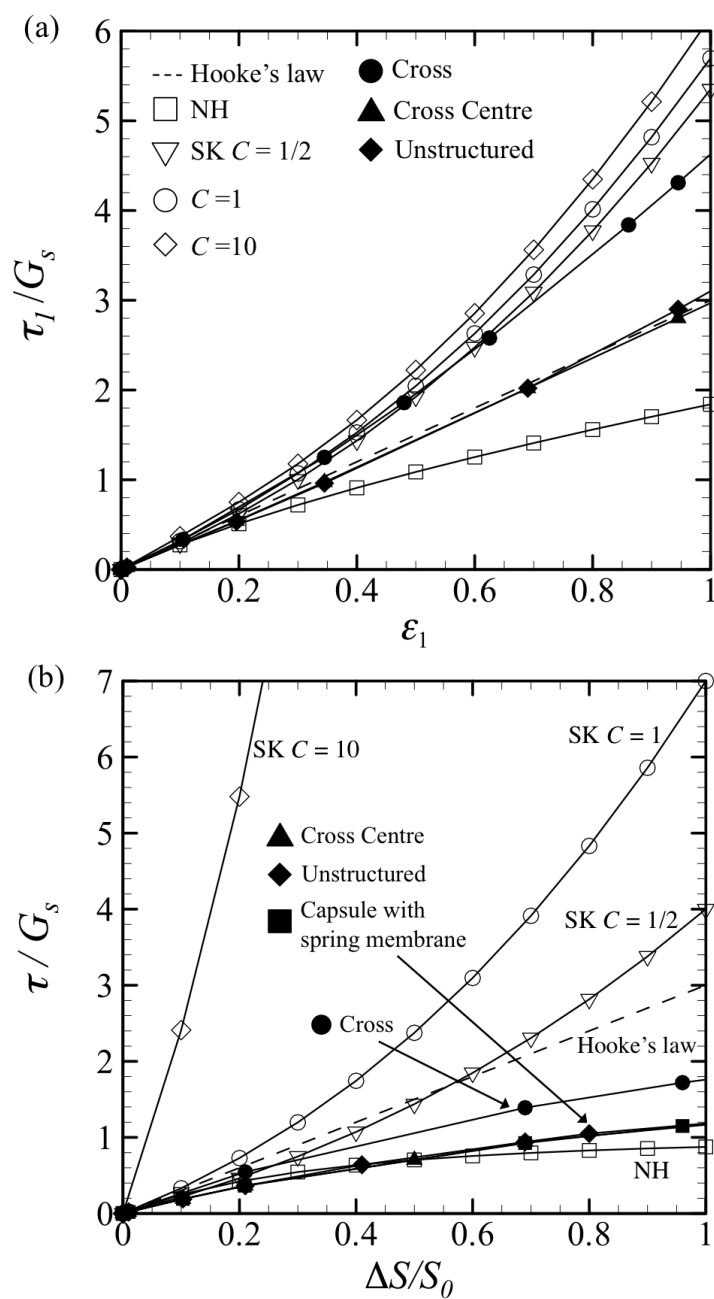 (a)
6
5
4
3
2
1
0
τ1/Gs
Hooke's law
NH
SK C = 1/2
C =1
C =10
Cross
Cross Centre
Unstructured
0 0.2 0.4 0.6 0.8 1
ε1
(b)
7
6
5
4
3
2
1
0
τ / Gs
SK C = 10
SK C = 1
Cross Centre
Unstructured
Capsule with
spring membrane
SK C = 1/2
Cross
Hooke's law
NH
0 0.2 0.4 0.6 0.8 1
ΔS/S0